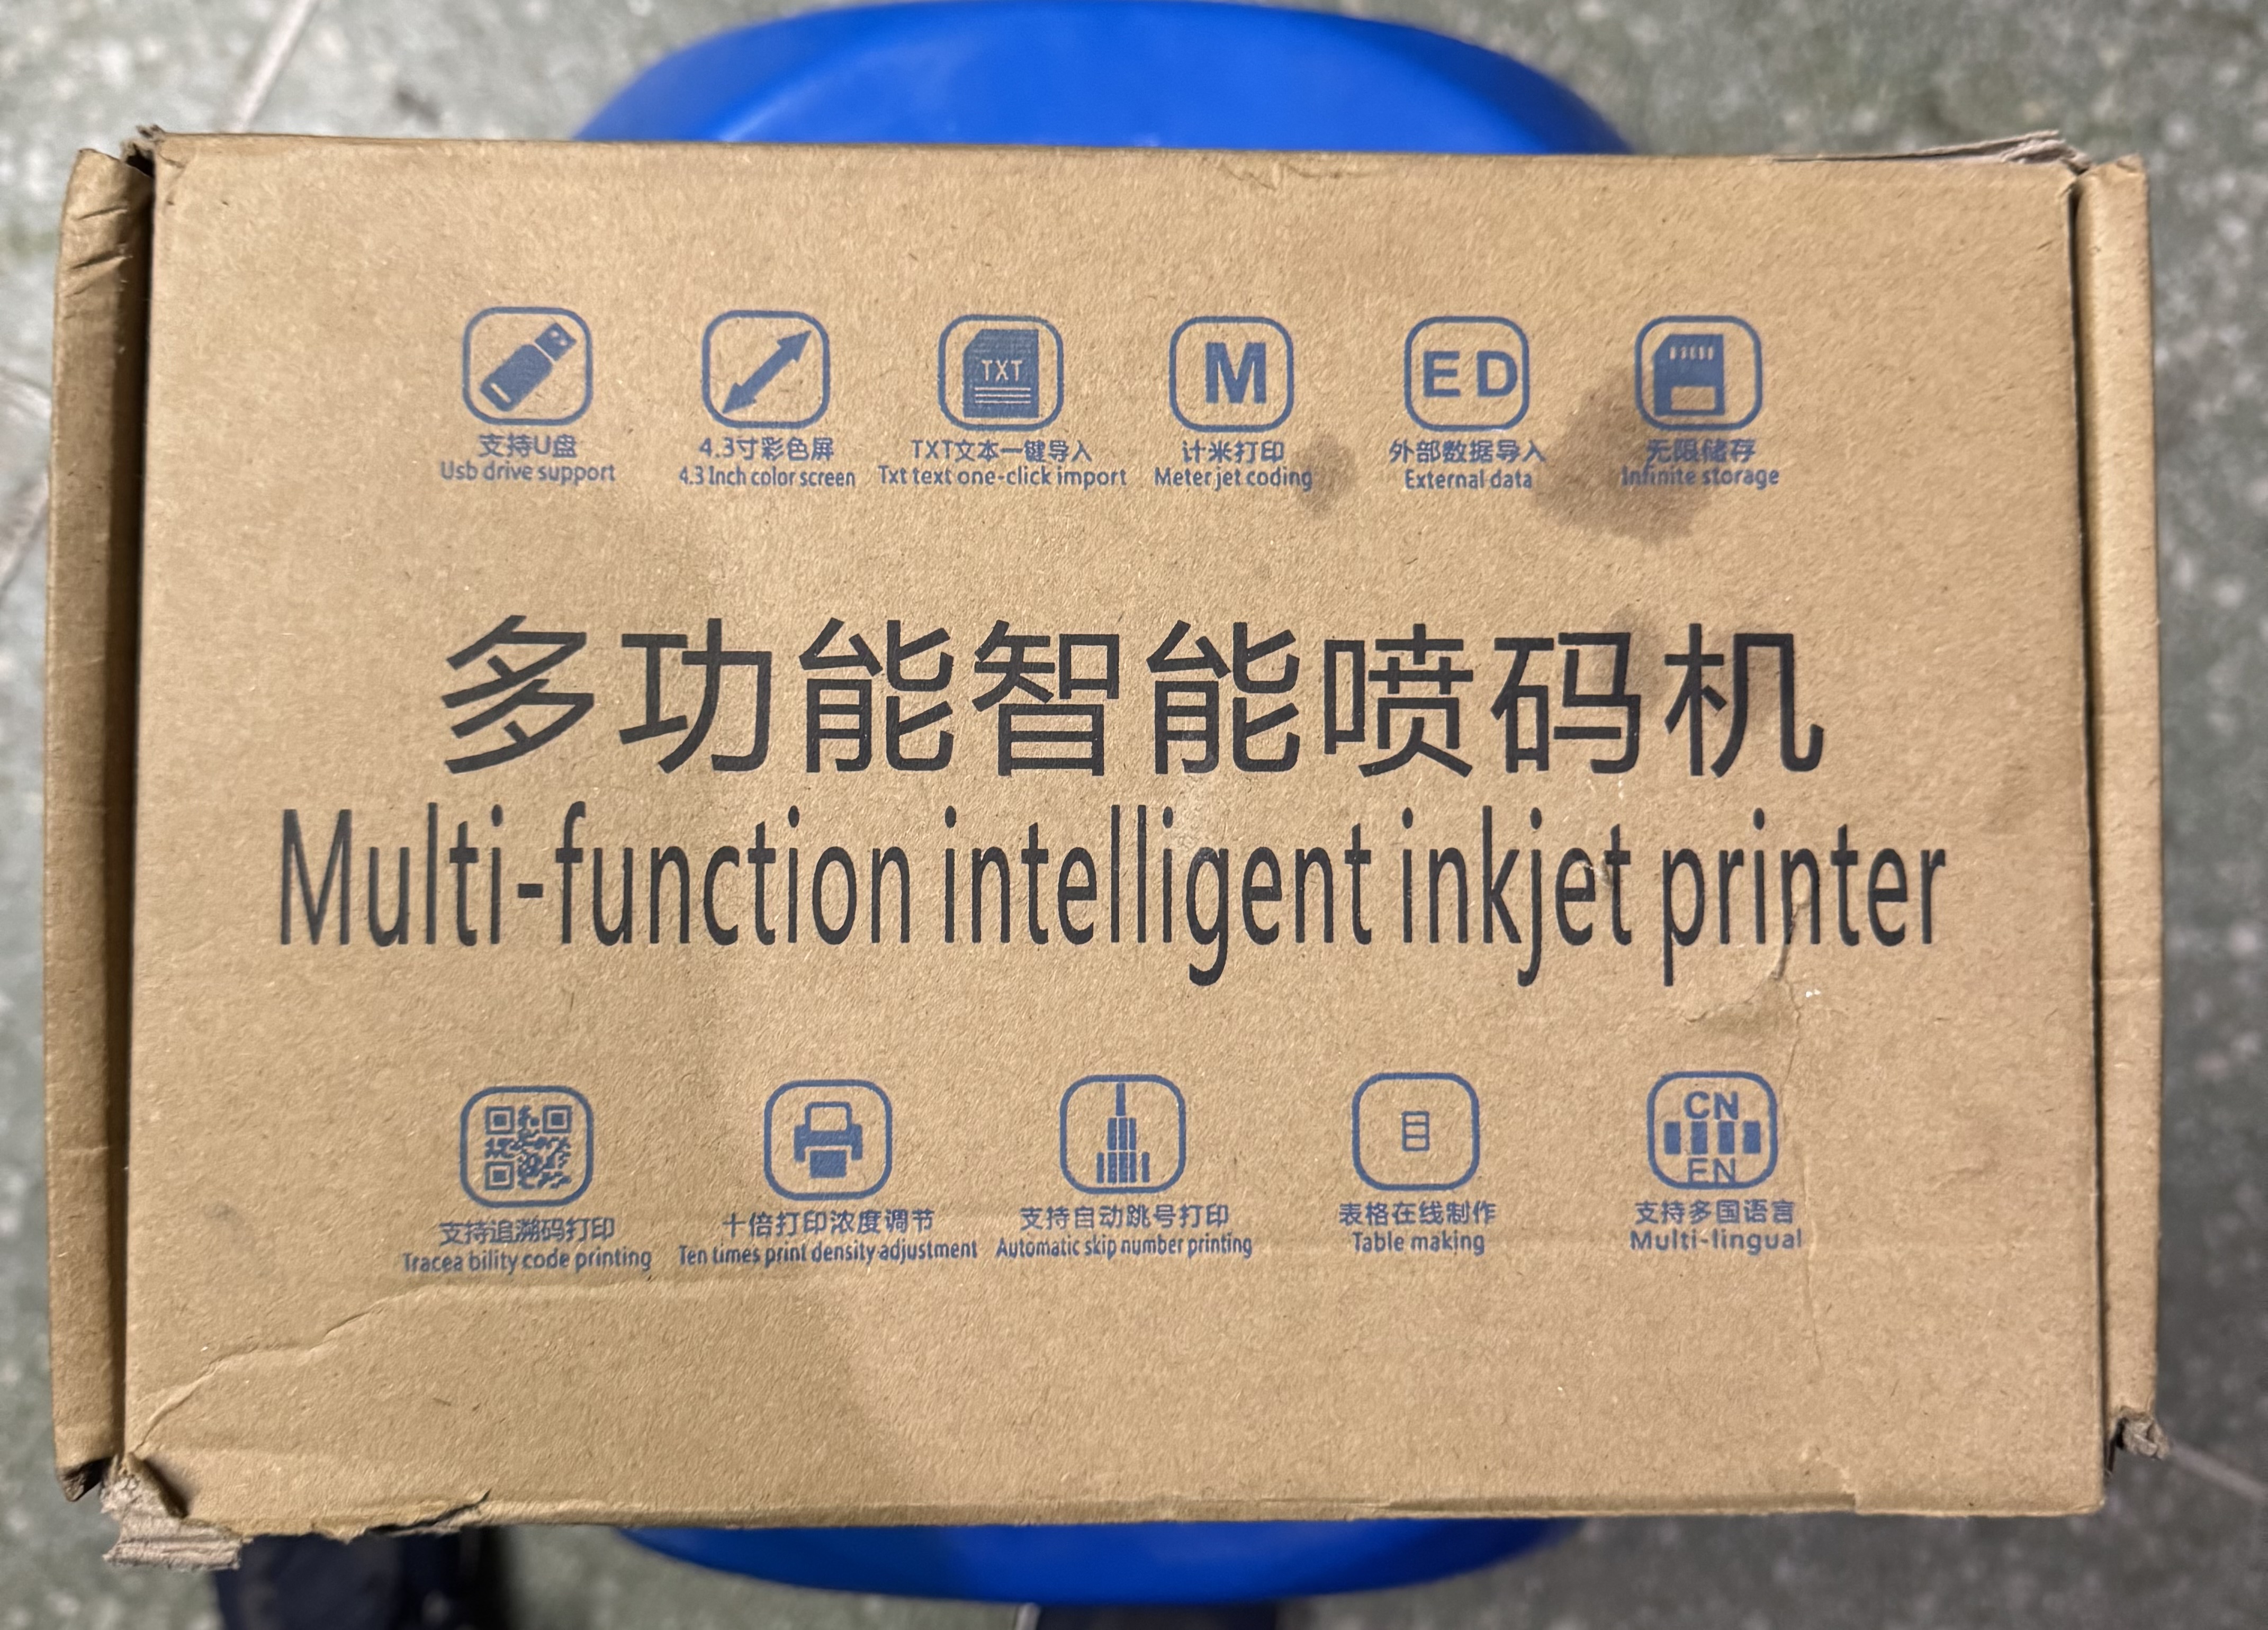 TXT
M
ED
支持U盘
4.3寸彩色屏
TXT文本一键导入
计米打印
外部数据导入
无限储存
Usb drive support
4.3 Inch color screen
Txt text one-click import
Meter jet coding
External data
Infinite storage
多功能智能喷码机
Multi-function intelligent inkjet printer
CN
EN
支持追溯码打印
十倍打印浓度调节
支持自动跳号打印
表格在线制作
支持多国语言
Tracea bility code printing
Ten times print density adjustment
Automatic skip number printing
Table making
Multi-lingual